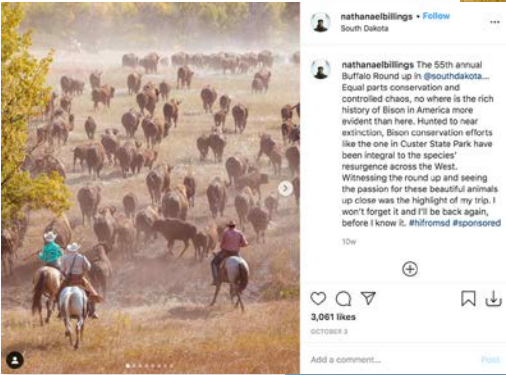 nathanaelbillings • Follow
South Dakota
nathanaelbillings The 55th annual
Buffalo Round up in @southdakota...
Equal parts conservation and
controlled chaos, no where is the rich
history of Bison in America more
evident than here. Hunted to near
extinction, Bison conservation efforts
like the one in Custer State Park have
been integral to the species'
resurgence across the West.
Witnessing the round up and seeing
the passion for these beautiful animals
up close was the highlight of my trip. I
won't forget it and I'll be back again,
before I know it. #hifromsd #sponsored
10w
3,061 likes
OCTOBER 3
Add a comment...
Post